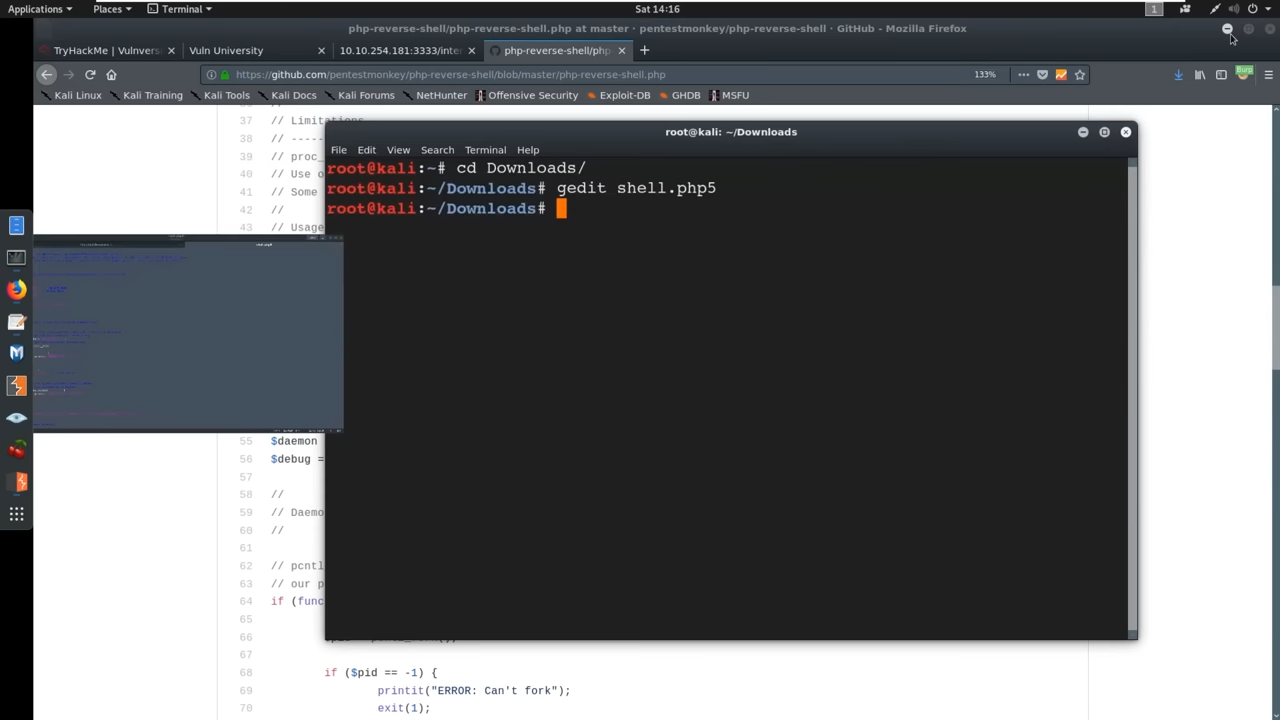 Applications Places Terminal Sat 14:16 1
php-reverse-shell/php-reverse-shell.php at master · pentestmonkey/php-reverse-shell · GitHub - Mozilla Firefox
TryHackMe | Vulnvers Vuln University 10.10.254.181:3333/inter php-reverse-shell/php-
https://github.com/pentestmonkey/php-reverse-shell/blob/master/php-reverse-shell.php 133% Burp
Kali Linux Kali Training Kali Tools Kali Docs Kali Forums NetHunter Offensive Security Exploit-DB GHDB MSFU
37 // Limitations
38 // -----
39 // proc_
40 // Use o
41 // Some
42 //
43 // Usage
root@kali: ~/Downloads
File Edit View Search Terminal Help
root@kali:~# cd Downloads/
root@kali:~/Downloads# gedit shell.php5
root@kali:~/Downloads#
55 $daemon
56 $debug =
57
58 //
59 // Daemo
60 //
61
62 // pcntl
63 // our p
64 if (func
65
66
67
68 if ($pid == -1) {
69 printit("ERROR: Can't fork");
70 exit(1);